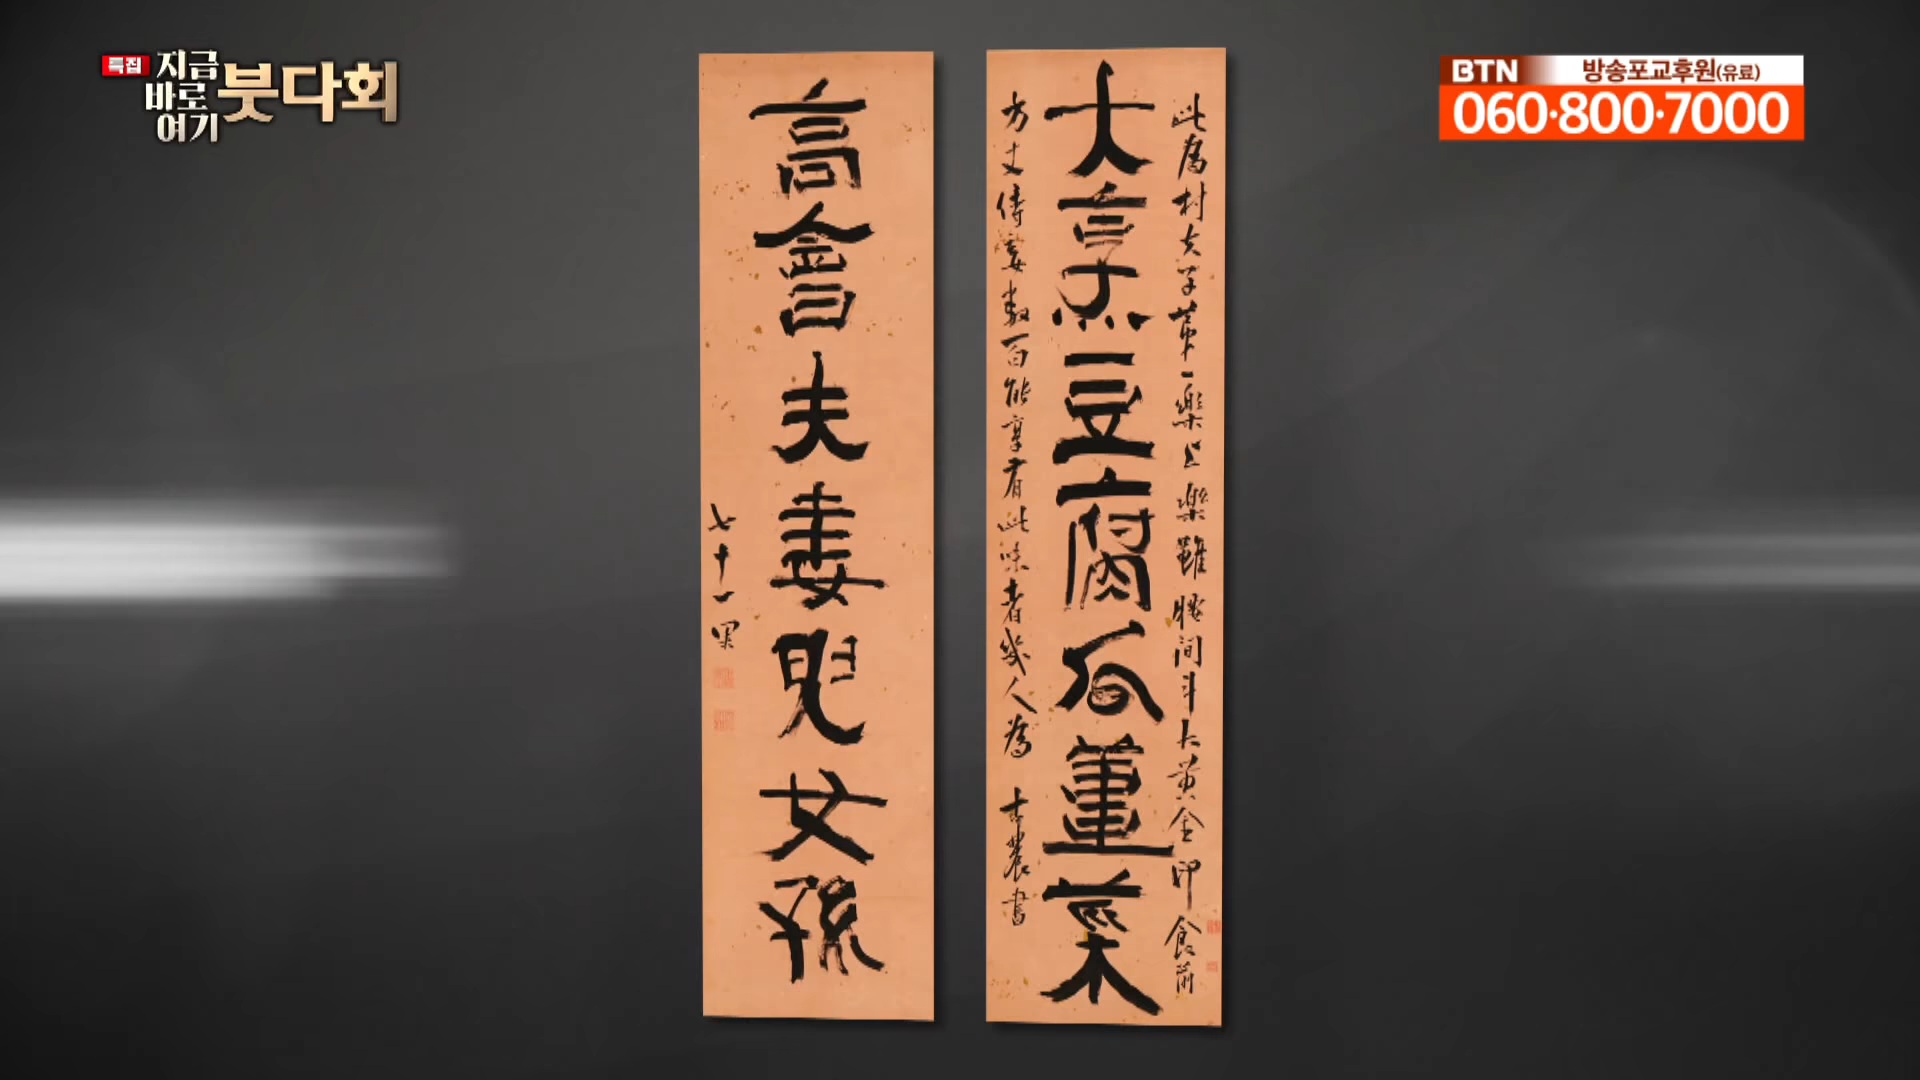 특집
지금
바로
여기
붓다회
BTN 방송포교후원(유료)
060·800·7000
此為村夫子第一樂上樂雖腰間斗大黃金印食前
大烹豆腐瓜薑菜
方丈侍妾數百能享有此味者幾人為 古農書
高會夫妻兒女孫
七十一果